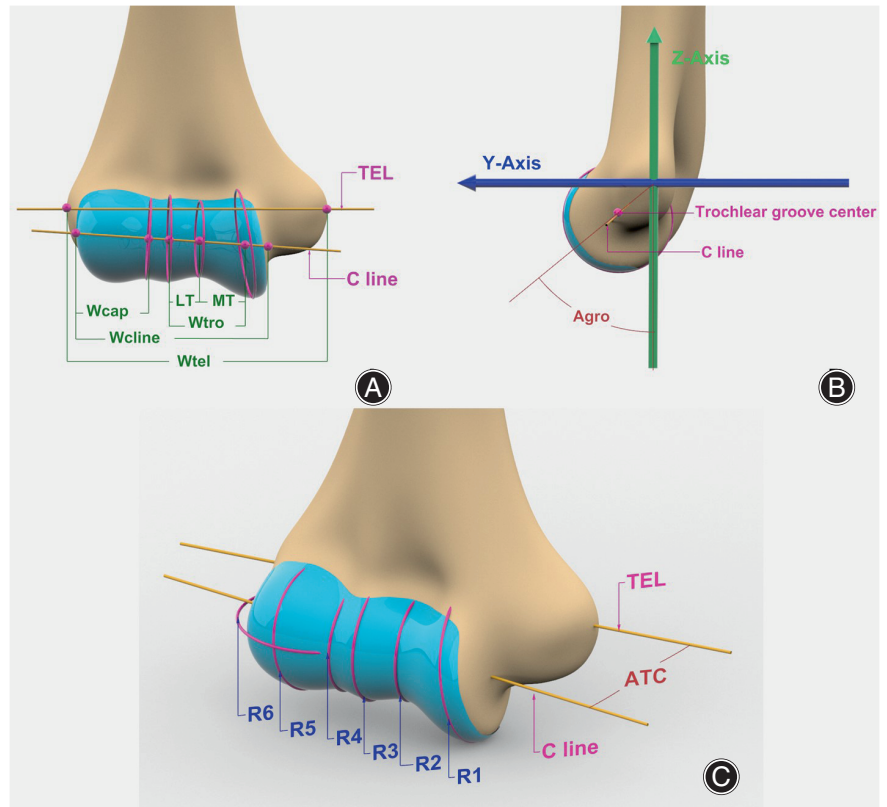 TEL
C line
LT MT
Wcap
Wtro
Wcline
Wtel
A
Z-Axis
Y-Axis
Trochlear groove center
C line
Agro
B
TEL
ATC
R6
R5
R4
R3
R2
R1
C line
C